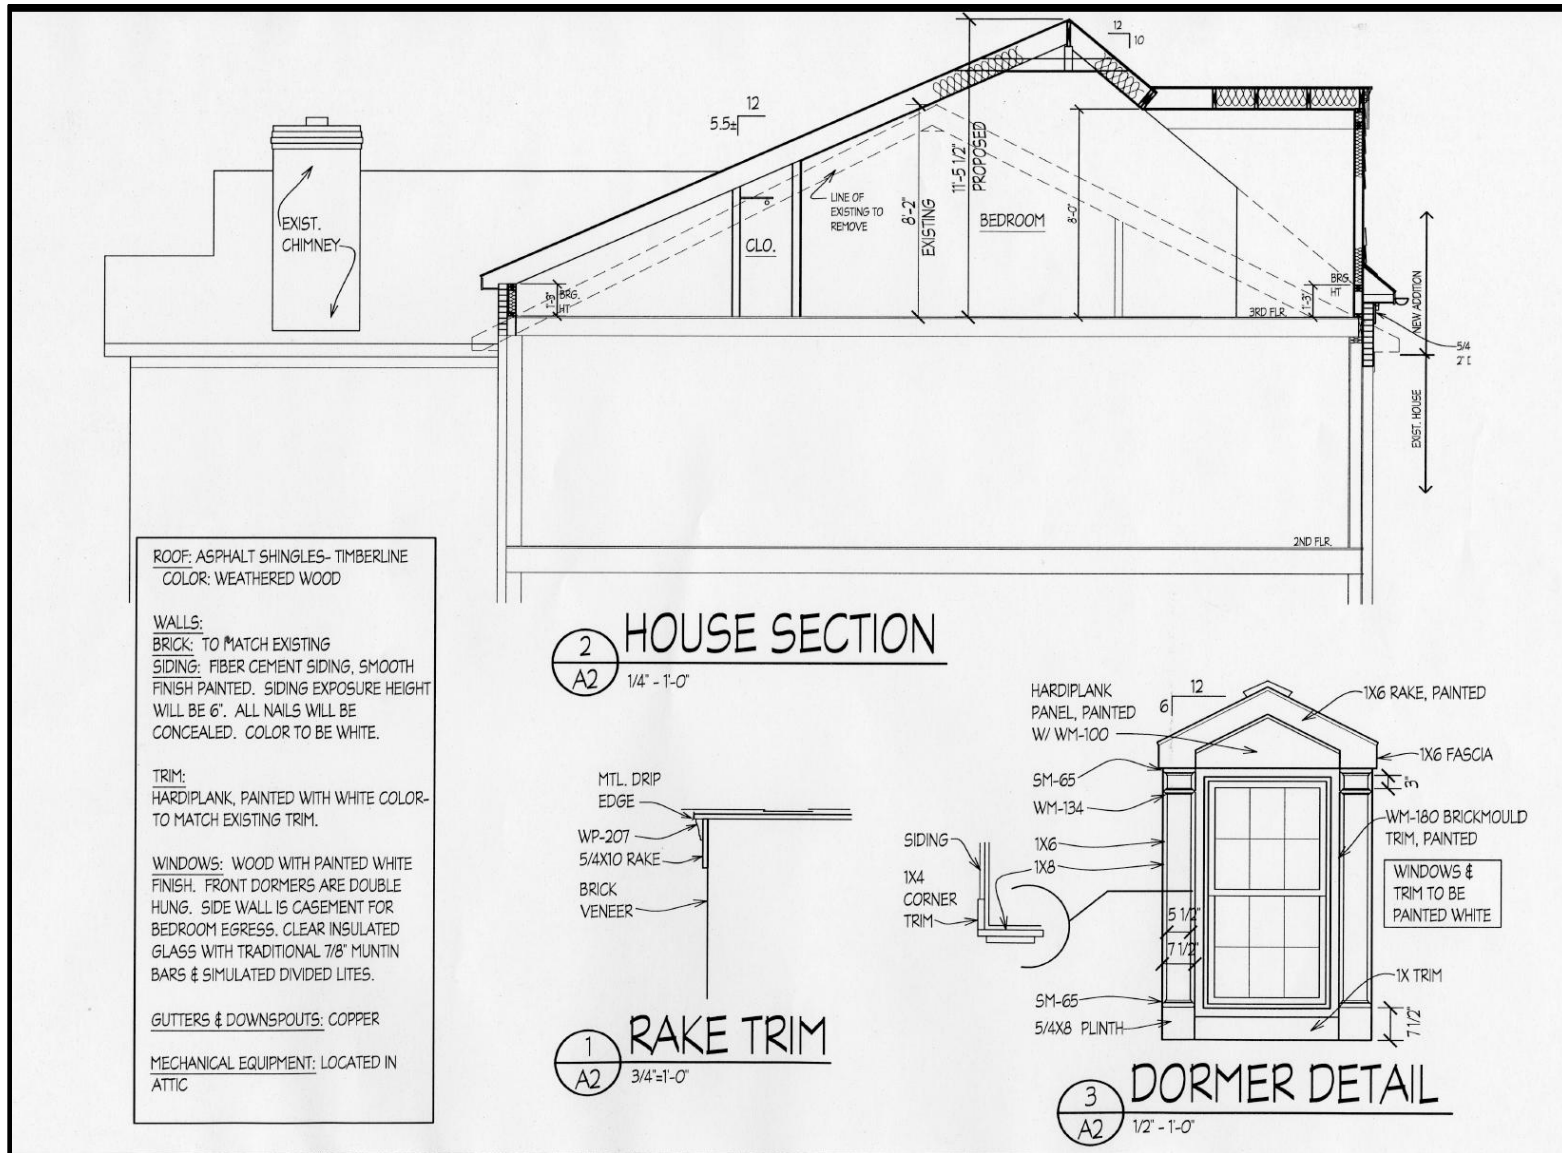 12
10
12
5.5±
EXIST.
CHIMNEY
LINE OF
EXISTING TO
REMOVE
8'-2"
EXISTING
11'-5 1/2"
PROPOSED
BEDROOM
8'-0"
CLO.
1'-3"
BRG.
HT
BRG.
HT
1'-3"
3RD FLR.
NEW ADDITION
5/4
EXIST. HOUSE
2ND FLR.
ROOF: ASPHALT SHINGLES- TIMBERLINE
COLOR: WEATHERED WOOD
WALLS:
BRICK: TO MATCH EXISTING
SIDING: FIBER CEMENT SIDING, SMOOTH
FINISH PAINTED. SIDING EXPOSURE HEIGHT
WILL BE 6". ALL NAILS WILL BE
CONCEALED. COLOR TO BE WHITE.
TRIM:
HARDIPLANK, PAINTED WITH WHITE COLOR-
TO MATCH EXISTING TRIM.
WINDOWS: WOOD WITH PAINTED WHITE
FINISH. FRONT DORMERS ARE DOUBLE
HUNG. SIDE WALL IS CASEMENT FOR
BEDROOM EGRESS. CLEAR INSULATED
GLASS WITH TRADITIONAL 7/8" MUNTIN
BARS & SIMULATED DIVIDED LITES.
GUTTERS & DOWNSPOUTS: COPPER
MECHANICAL EQUIPMENT: LOCATED IN
ATTIC
2
A2
HOUSE SECTION
1/4" - 1'-0"
MTL. DRIP
EDGE
WP-207
5/4X10 RAKE
BRICK
VENEER
1
A2
RAKE TRIM
3/4"=1'-0"
HARDIPLANK
PANEL, PAINTED
W/ WM-100
12
6
1X6 RAKE, PAINTED
1X6 FASCIA
SM-65
WM-134
3"
1X6
1X8
SIDING
1X4
CORNER
TRIM
WM-180 BRICKMOULD
TRIM, PAINTED
WINDOWS &
TRIM TO BE
PAINTED WHITE
5 1/2"
7 1/2"
1X TRIM
SM-65
5/4X8 PLINTH
7 1/2"
3
A2
DORMER DETAIL
1/2" - 1'-0"